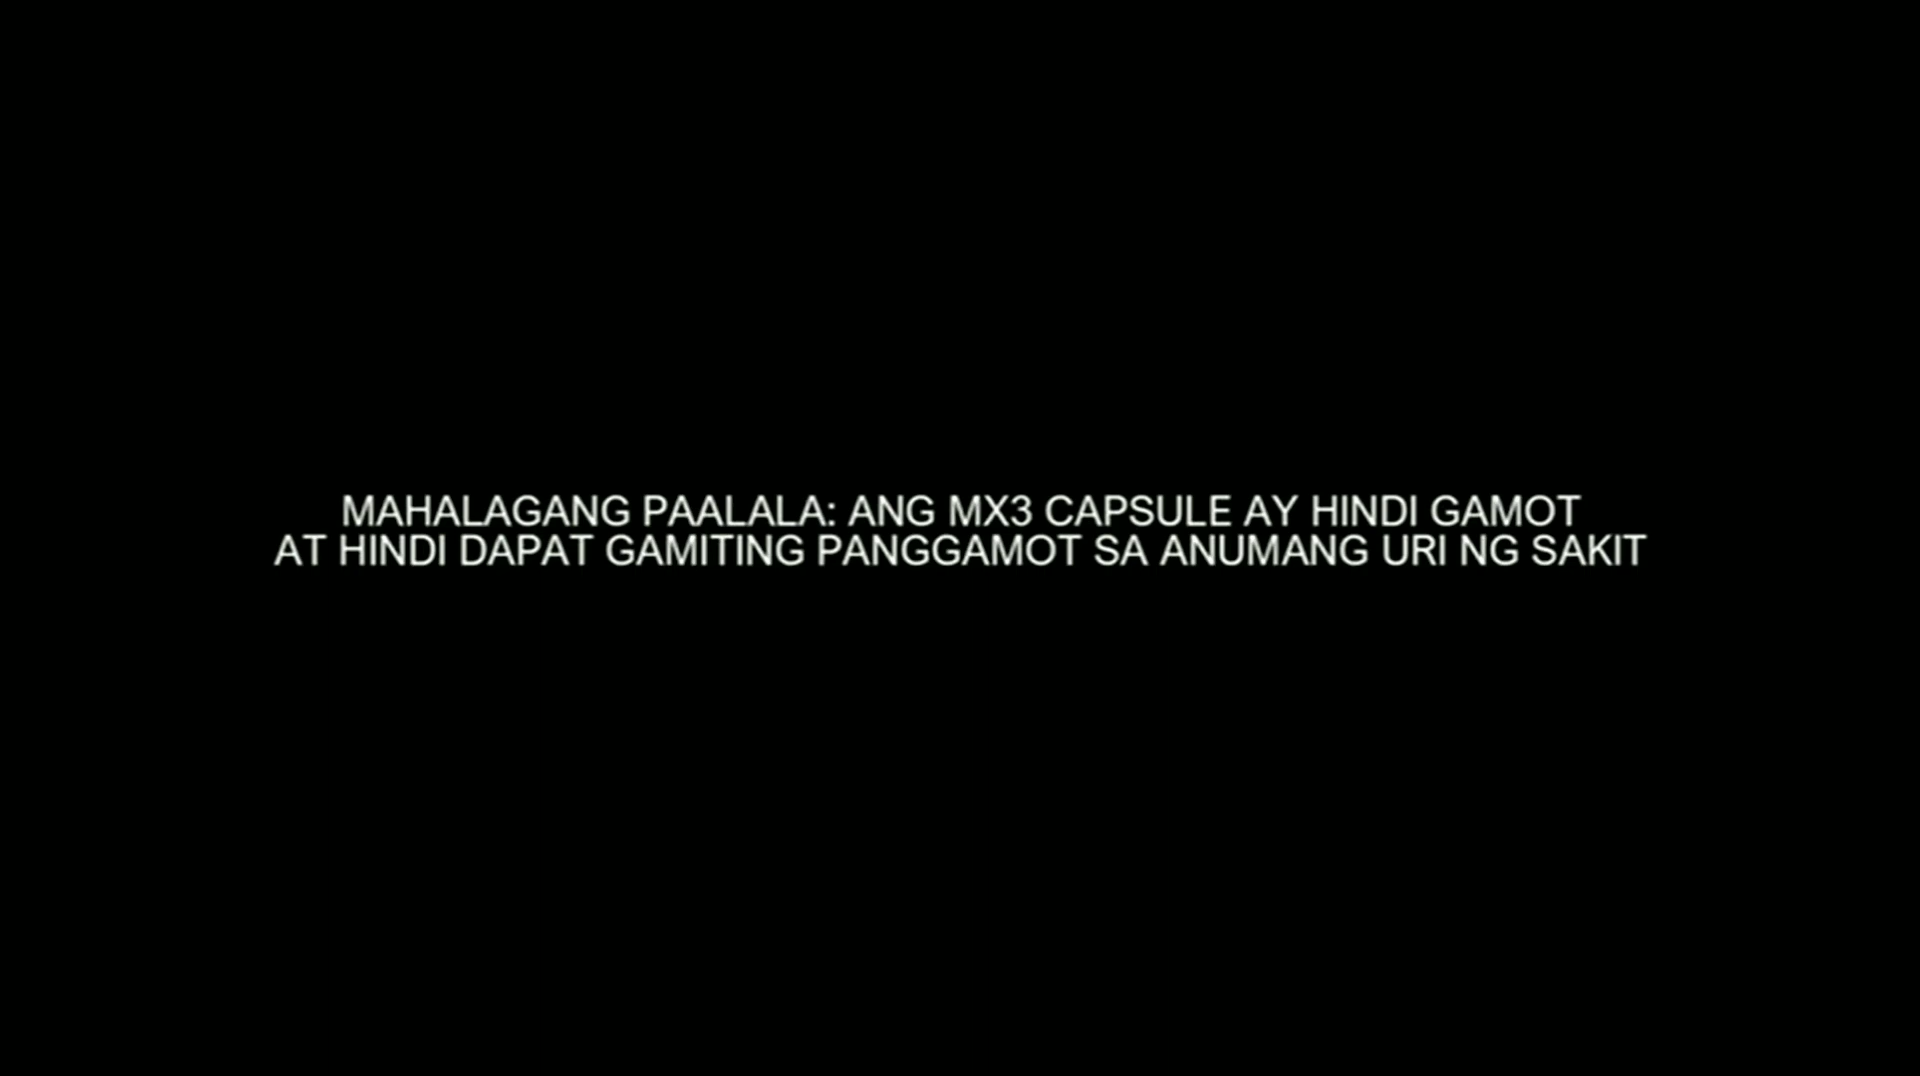 MAHALAGANG PAALALA: ANG MX3 CAPSULE AY HINDI GAMOT
AT HINDI DAPAT GAMITING PANGGAMOT SA ANUMANG URI NG SAKIT